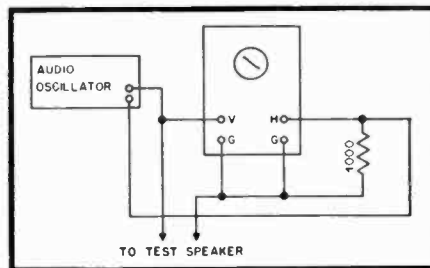 AUDIO
OSCILLATOR
V
H
G
G
1000
TO TEST SPEAKER